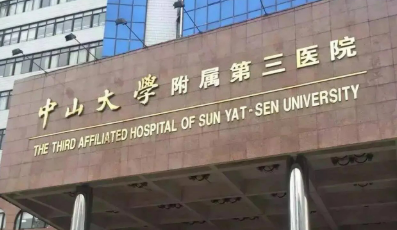 中山大學附属第三医院
THE THIRD AFFILIATED HOSPITAL OF SUN YAT-SEN UNIVERSITY